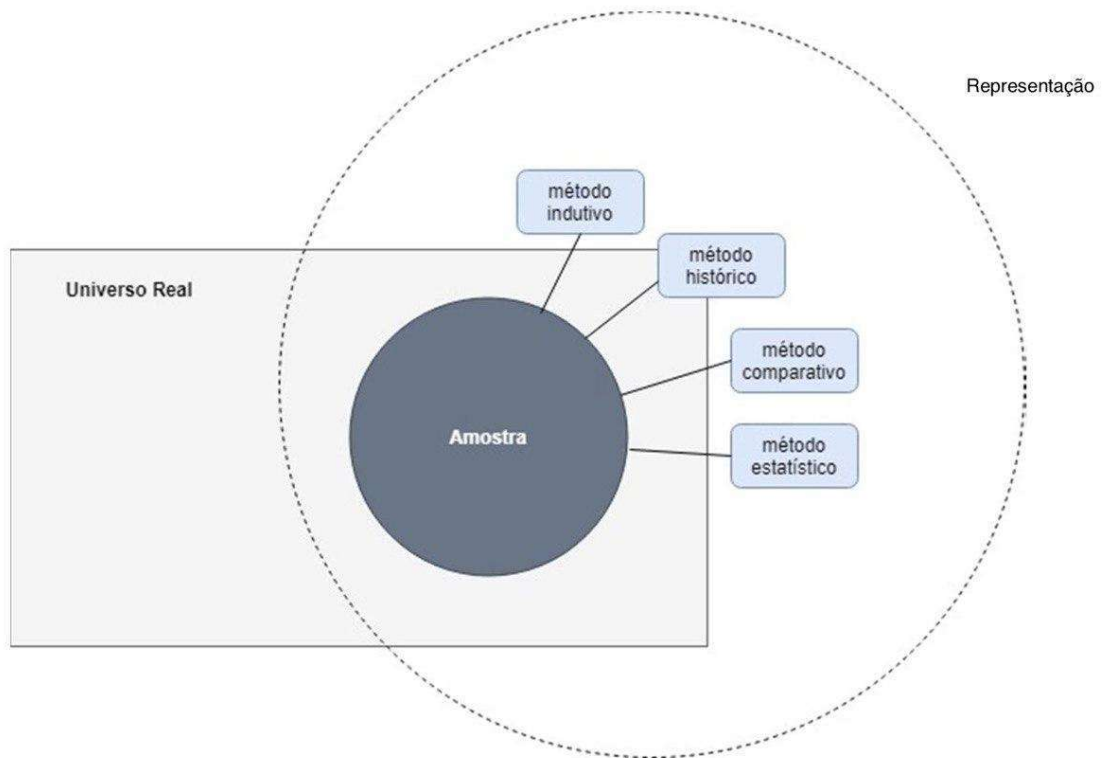 Representação
método
indutivo
método
histórico
Universo Real
método
comparativo
Amostra
método
estatístico